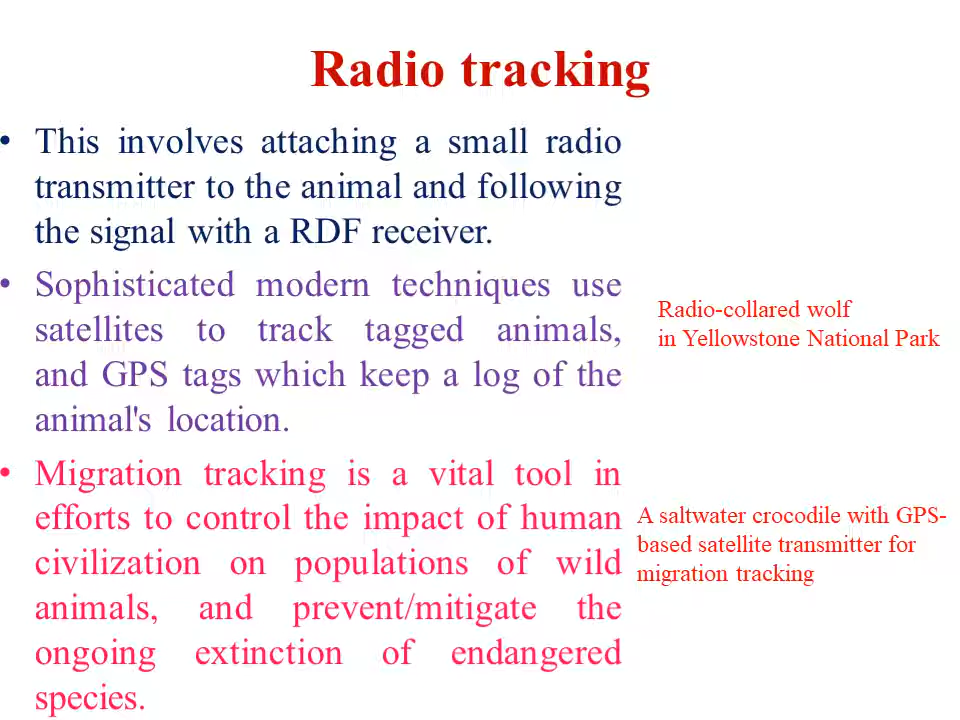 Radio tracking
• This involves attaching a small radio
transmitter to the animal and following
the signal with a RDF receiver.
• Sophisticated modern techniques use
satellites to track tagged animals,
and GPS tags which keep a log of the
animal's location.
• Migration tracking is a vital tool in
efforts to control the impact of human
civilization on populations of wild
animals, and prevent/mitigate the
ongoing extinction of endangered
species.
Radio-collared wolf
in Yellowstone National Park
A saltwater crocodile with GPS-
based satellite transmitter for
migration tracking